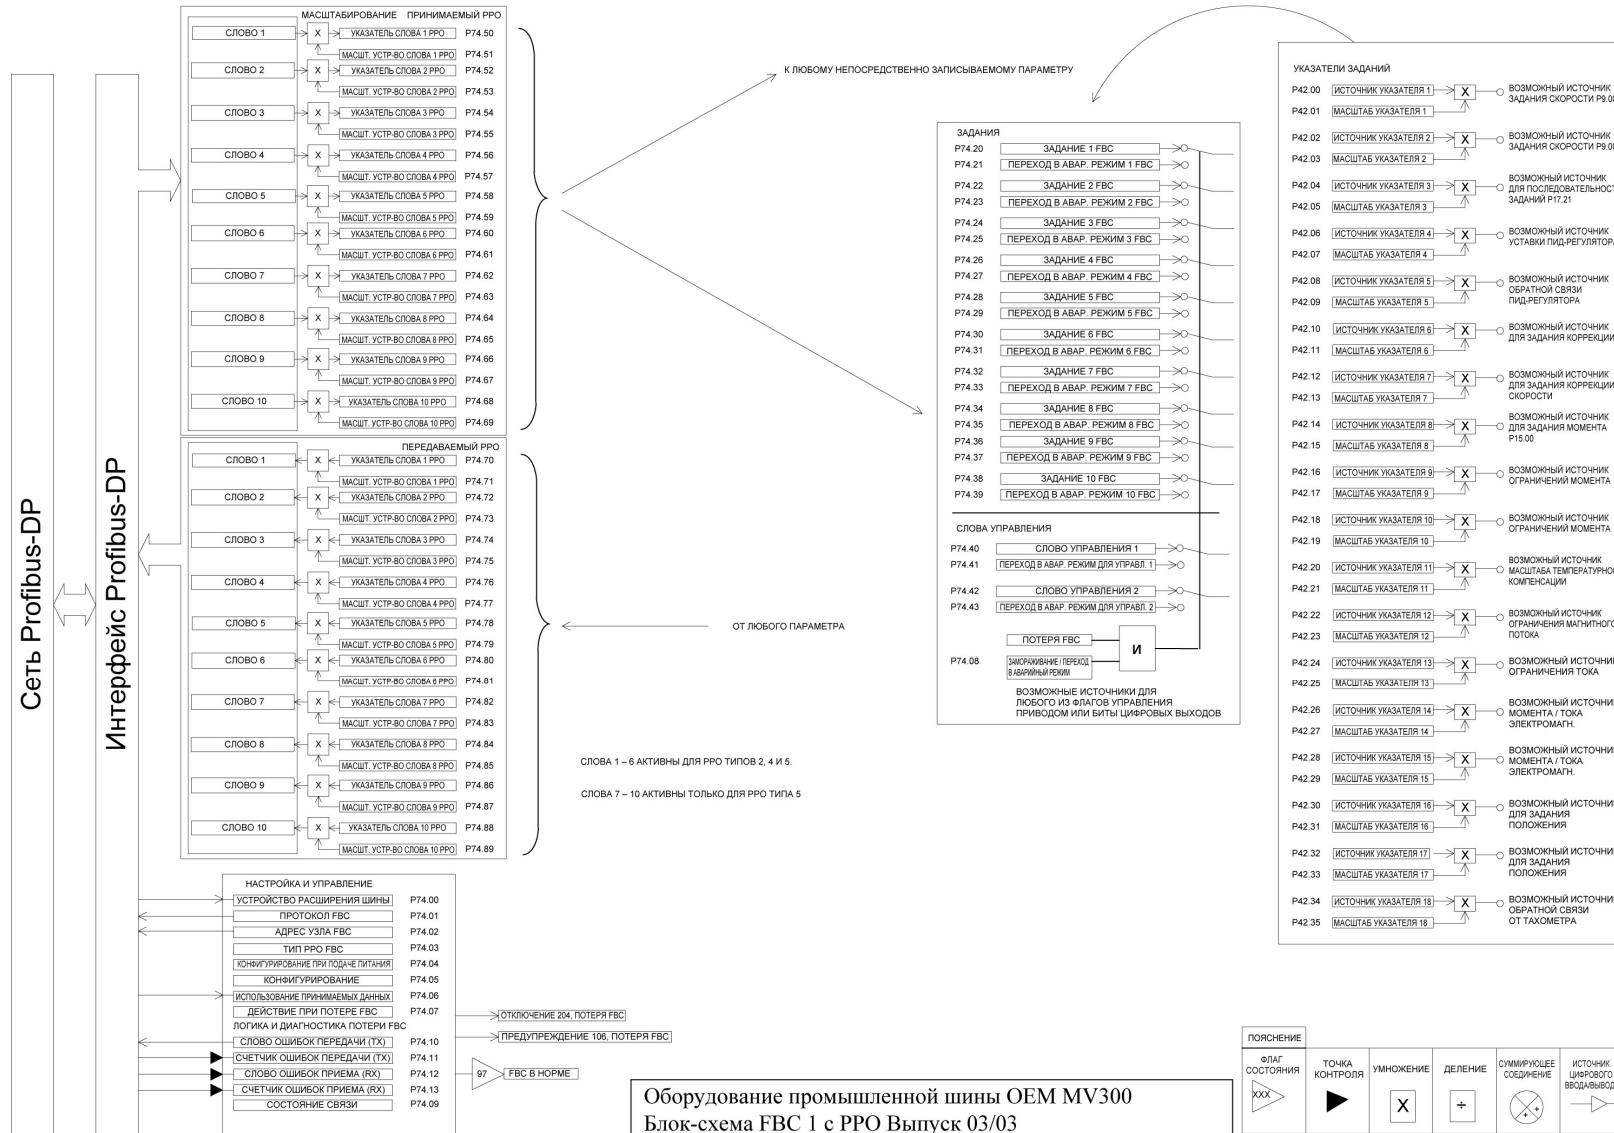 Сеть Profibus-DP
Интерфейс Profibus-DP
МАСШТАБИРОВАНИЕ ПРИНИМАЕМЫЙ PPO
СЛОВО 1 X УКАЗАТЕЛЬ СЛОВА 1 PPO P74.50
МАСШТ. УСТР-ВО СЛОВА 1 PPO P74.51
СЛОВО 2 X УКАЗАТЕЛЬ СЛОВА 2 PPO P74.52
МАСШТ. УСТР-ВО СЛОВА 2 PPO P74.53
СЛОВО 3 X УКАЗАТЕЛЬ СЛОВА 3 PPO P74.54
МАСШТ. УСТР-ВО СЛОВА 3 PPO P74.55
СЛОВО 4 X УКАЗАТЕЛЬ СЛОВА 4 PPO P74.56
МАСШТ. УСТР-ВО СЛОВА 4 PPO P74.57
СЛОВО 5 X УКАЗАТЕЛЬ СЛОВА 5 PPO P74.58
МАСШТ. УСТР-ВО СЛОВА 5 PPO P74.59
СЛОВО 6 X УКАЗАТЕЛЬ СЛОВА 6 PPO P74.60
МАСШТ. УСТР-ВО СЛОВА 6 PPO P74.61
СЛОВО 7 X УКАЗАТЕЛЬ СЛОВА 7 PPO P74.62
МАСШТ. УСТР-ВО СЛОВА 7 PPO P74.63
СЛОВО 8 X УКАЗАТЕЛЬ СЛОВА 8 PPO P74.64
МАСШТ. УСТР-ВО СЛОВА 8 PPO P74.65
СЛОВО 9 X УКАЗАТЕЛЬ СЛОВА 9 PPO P74.66
МАСШТ. УСТР-ВО СЛОВА 9 PPO P74.67
СЛОВО 10 X УКАЗАТЕЛЬ СЛОВА 10 PPO P74.68
МАСШТ. УСТР-ВО СЛОВА 10 PPO P74.69
ПЕРЕДАВАЕМЫЙ PPO
СЛОВО 1 X УКАЗАТЕЛЬ СЛОВА 1 PPO P74.70
МАСШТ. УСТР-ВО СЛОВА 1 PPO P74.71
СЛОВО 2 X УКАЗАТЕЛЬ СЛОВА 2 PPO P74.72
МАСШТ. УСТР-ВО СЛОВА 2 PPO P74.73
СЛОВО 3 X УКАЗАТЕЛЬ СЛОВА 3 PPO P74.74
МАСШТ. УСТР-ВО СЛОВА 3 PPO P74.75
СЛОВО 4 X УКАЗАТЕЛЬ СЛОВА 4 PPO P74.76
МАСШТ. УСТР-ВО СЛОВА 4 PPO P74.77
СЛОВО 5 X УКАЗАТЕЛЬ СЛОВА 5 PPO P74.78
МАСШТ. УСТР-ВО СЛОВА 5 PPO P74.79
СЛОВО 6 X УКАЗАТЕЛЬ СЛОВА 6 PPO P74.80
МАСШТ. УСТР-ВО СЛОВА 6 PPO P74.81
СЛОВО 7 X УКАЗАТЕЛЬ СЛОВА 7 PPO P74.82
МАСШТ. УСТР-ВО СЛОВА 7 PPO P74.83
СЛОВО 8 X УКАЗАТЕЛЬ СЛОВА 8 PPO P74.84
МАСШТ. УСТР-ВО СЛОВА 8 PPO P74.85
СЛОВО 9 X УКАЗАТЕЛЬ СЛОВА 9 PPO P74.86
МАСШТ. УСТР-ВО СЛОВА 9 PPO P74.87
СЛОВО 10 X УКАЗАТЕЛЬ СЛОВА 10 PPO P74.88
МАСШТ. УСТР-ВО СЛОВА 10 PPO P74.89
НАСТРОЙКА И УПРАВЛЕНИЕ
УСТРОЙСТВО РАСШИРЕНИЯ ШИНЫ P74.00
ПРОТОКОЛ FBC P74.01
АДРЕС УЗЛА FBC P74.02
ТИП PPO FBC P74.03
КОНФИГУРИРОВАНИЕ ПРИ ПОДАЧЕ ПИТАНИЯ P74.04
КОНФИГУРИРОВАНИЕ P74.05
ИСПОЛЬЗОВАНИЕ ПРИНИМАЕМЫХ ДАННЫХ P74.06
ДЕЙСТВИЕ ПРИ ПОТЕРЕ FBC P74.07
ЛОГИКА И ДИАГНОСТИКА ПОТЕРИ FBC
СЛОВО ОШИБОК ПЕРЕДАЧИ (TX) P74.10
СЧЕТЧИК ОШИБОК ПЕРЕДАЧИ (TX) P74.11
СЛОВО ОШИБОК ПРИЕМА (RX) P74.12
СЧЕТЧИК ОШИБОК ПРИЕМА (RX) P74.13
СОСТОЯНИЕ СВЯЗИ P74.09
ОТКЛЮЧЕНИЕ 204, ПОТЕРЯ FBC
ПРЕДУПРЕЖДЕНИЕ 106, ПОТЕРЯ FBC
97 FBC В НОРМЕ
К ЛЮБОМУ НЕПОСРЕДСТВЕННО ЗАПИСЫВАЕМОМУ ПАРАМЕТРУ
ОТ ЛЮБОГО ПАРАМЕТРА
СЛОВА 1 – 6 АКТИВНЫ ДЛЯ PPO ТИПОВ 2, 4 И 5.
СЛОВА 7 – 10 АКТИВНЫ ТОЛЬКО ДЛЯ PPO ТИПА 5
ЗАДАНИЯ
P74.20 ЗАДАНИЕ 1 FBC
P74.21 ПЕРЕХОД В АВАР. РЕЖИМ 1 FBC
P74.22 ЗАДАНИЕ 2 FBC
P74.23 ПЕРЕХОД В АВАР. РЕЖИМ 2 FBC
P74.24 ЗАДАНИЕ 3 FBC
P74.25 ПЕРЕХОД В АВАР. РЕЖИМ 3 FBC
P74.26 ЗАДАНИЕ 4 FBC
P74.27 ПЕРЕХОД В АВАР. РЕЖИМ 4 FBC
P74.28 ЗАДАНИЕ 5 FBC
P74.29 ПЕРЕХОД В АВАР. РЕЖИМ 5 FBC
P74.30 ЗАДАНИЕ 6 FBC
P74.31 ПЕРЕХОД В АВАР. РЕЖИМ 6 FBC
P74.32 ЗАДАНИЕ 7 FBC
P74.33 ПЕРЕХОД В АВАР. РЕЖИМ 7 FBC
P74.34 ЗАДАНИЕ 8 FBC
P74.35 ПЕРЕХОД В АВАР. РЕЖИМ 8 FBC
P74.36 ЗАДАНИЕ 9 FBC
P74.37 ПЕРЕХОД В АВАР. РЕЖИМ 9 FBC
P74.38 ЗАДАНИЕ 10 FBC
P74.39 ПЕРЕХОД В АВАР. РЕЖИМ 10 FBC
СЛОВА УПРАВЛЕНИЯ
P74.40 СЛОВО УПРАВЛЕНИЯ 1
P74.41 ПЕРЕХОД В АВАР. РЕЖИМ ДЛЯ УПРАВЛ. 1
P74.42 СЛОВО УПРАВЛЕНИЯ 2
P74.43 ПЕРЕХОД В АВАР. РЕЖИМ ДЛЯ УПРАВЛ. 2
ПОТЕРЯ FBC
И
P74.08 ЗАМОРАЖИВАНИЕ / ПЕРЕХОД
В АВАРИЙНЫЙ РЕЖИМ
ВОЗМОЖНЫЕ ИСТОЧНИКИ ДЛЯ
ЛЮБОГО ИЗ ФЛАГОВ УПРАВЛЕНИЯ
ПРИВОДОМ ИЛИ БИТЫ ЦИФРОВЫХ ВЫХОДОВ
УКАЗАТЕЛИ ЗАДАНИЙ
P42.00 ИСТОЧНИК УКАЗАТЕЛЯ 1 X ВОЗМОЖНЫЙ ИСТОЧНИК
ЗАДАНИЯ СКОРОСТИ
P42.01 МАСШТАБ УКАЗАТЕЛЯ 1
P42.02 ИСТОЧНИК УКАЗАТЕЛЯ 2 X ВОЗМОЖНЫЙ ИСТОЧНИК
ЗАДАНИЯ СКОРОСТИ
P42.03 МАСШТАБ УКАЗАТЕЛЯ 2
P42.04 ИСТОЧНИК УКАЗАТЕЛЯ 3 X ВОЗМОЖНЫЙ ИСТОЧНИК
ДЛЯ ПОСЛЕДОВАТЕЛЬНОСТ
ЗАДАНИЙ P17.21
P42.05 МАСШТАБ УКАЗАТЕЛЯ 3
P42.06 ИСТОЧНИК УКАЗАТЕЛЯ 4 X ВОЗМОЖНЫЙ ИСТОЧНИК
УСТАВКИ ПИД-РЕГУЛЯТОРА
P42.07 МАСШТАБ УКАЗАТЕЛЯ 4
P42.08 ИСТОЧНИК УКАЗАТЕЛЯ 5 X ВОЗМОЖНЫЙ ИСТОЧНИК
ОБРАТНОЙ СВЯЗИ
ПИД-РЕГУЛЯТОРА
P42.09 МАСШТАБ УКАЗАТЕЛЯ 5
P42.10 ИСТОЧНИК УКАЗАТЕЛЯ 6 X ВОЗМОЖНЫЙ ИСТОЧНИК
ДЛЯ ЗАДАНИЯ КОРРЕКЦИИ
P42.11 МАСШТАБ УКАЗАТЕЛЯ 6
P42.12 ИСТОЧНИК УКАЗАТЕЛЯ 7 X ВОЗМОЖНЫЙ ИСТОЧНИК
ДЛЯ ЗАДАНИЯ КОРРЕКЦИИ
СКОРОСТИ
P42.13 МАСШТАБ УКАЗАТЕЛЯ 7
P42.14 ИСТОЧНИК УКАЗАТЕЛЯ 8 X ВОЗМОЖНЫЙ ИСТОЧНИК
ДЛЯ ЗАДАНИЯ МОМЕНТА
P15.00
P42.15 МАСШТАБ УКАЗАТЕЛЯ 8
P42.16 ИСТОЧНИК УКАЗАТЕЛЯ 9 X ВОЗМОЖНЫЙ ИСТОЧНИК
ОГРАНИЧЕНИЙ МОМЕНТА
P42.17 МАСШТАБ УКАЗАТЕЛЯ 9
P42.18 ИСТОЧНИК УКАЗАТЕЛЯ 10 X ВОЗМОЖНЫЙ ИСТОЧНИК
ОГРАНИЧЕНИЙ МОМЕНТА
P42.19 МАСШТАБ УКАЗАТЕЛЯ 10
P42.20 ИСТОЧНИК УКАЗАТЕЛЯ 11 X ВОЗМОЖНЫЙ ИСТОЧНИК
МАСШТАБА ТЕМПЕРАТУРНОЙ
КОМПЕНСАЦИИ
P42.21 МАСШТАБ УКАЗАТЕЛЯ 11
P42.22 ИСТОЧНИК УКАЗАТЕЛЯ 12 X ВОЗМОЖНЫЙ ИСТОЧНИК
ОГРАНИЧЕНИЯ МАГНИТНОГО
ПОТОКА
P42.23 МАСШТАБ УКАЗАТЕЛЯ 12
P42.24 ИСТОЧНИК УКАЗАТЕЛЯ 13 X ВОЗМОЖНЫЙ ИСТОЧНИК
ОГРАНИЧЕНИЯ ТОКА
P42.25 МАСШТАБ УКАЗАТЕЛЯ 13
P42.26 ИСТОЧНИК УКАЗАТЕЛЯ 14 X ВОЗМОЖНЫЙ ИСТОЧНИК
МОМЕНТА / ТОКА
ЭЛЕКТРОМАГН.
P42.27 МАСШТАБ УКАЗАТЕЛЯ 14
P42.28 ИСТОЧНИК УКАЗАТЕЛЯ 15 X ВОЗМОЖНЫЙ ИСТОЧНИК
МОМЕНТА / ТОКА
ЭЛЕКТРОМАГН.
P42.29 МАСШТАБ УКАЗАТЕЛЯ 15
P42.30 ИСТОЧНИК УКАЗАТЕЛЯ 16 X ВОЗМОЖНЫЙ ИСТОЧНИК
ДЛЯ ЗАДАНИЯ
ПОЛОЖЕНИЯ
P42.31 МАСШТАБ УКАЗАТЕЛЯ 16
P42.32 ИСТОЧНИК УКАЗАТЕЛЯ 17 X ВОЗМОЖНЫЙ ИСТОЧНИК
ДЛЯ ЗАДАНИЯ
ПОЛОЖЕНИЯ
P42.33 МАСШТАБ УКАЗАТЕЛЯ 17
P42.34 ИСТОЧНИК УКАЗАТЕЛЯ 18 X ВОЗМОЖНЫЙ ИСТОЧНИК
ОБРАТНОЙ СВЯЗИ
ОТ ТАХОМЕТРА
P42.35 МАСШТАБ УКАЗАТЕЛЯ 18
Оборудование промышленной шины OEM MV300
Блок-схема FBC 1 с PPO Выпуск 03/03
ПОЯСНЕНИЕ
ФЛАГ
СОСТОЯНИЯ
XXX
ТОЧКА
КОНТРОЛЯ
УМНОЖЕНИЕ
X
ДЕЛЕНИЕ
÷
СУММИРУЮЩЕЕ
СОЕДИНЕНИЕ
+ +
ИСТОЧНИК
ЦИФРОВОГО
ВВОДА/ВЫВОДА